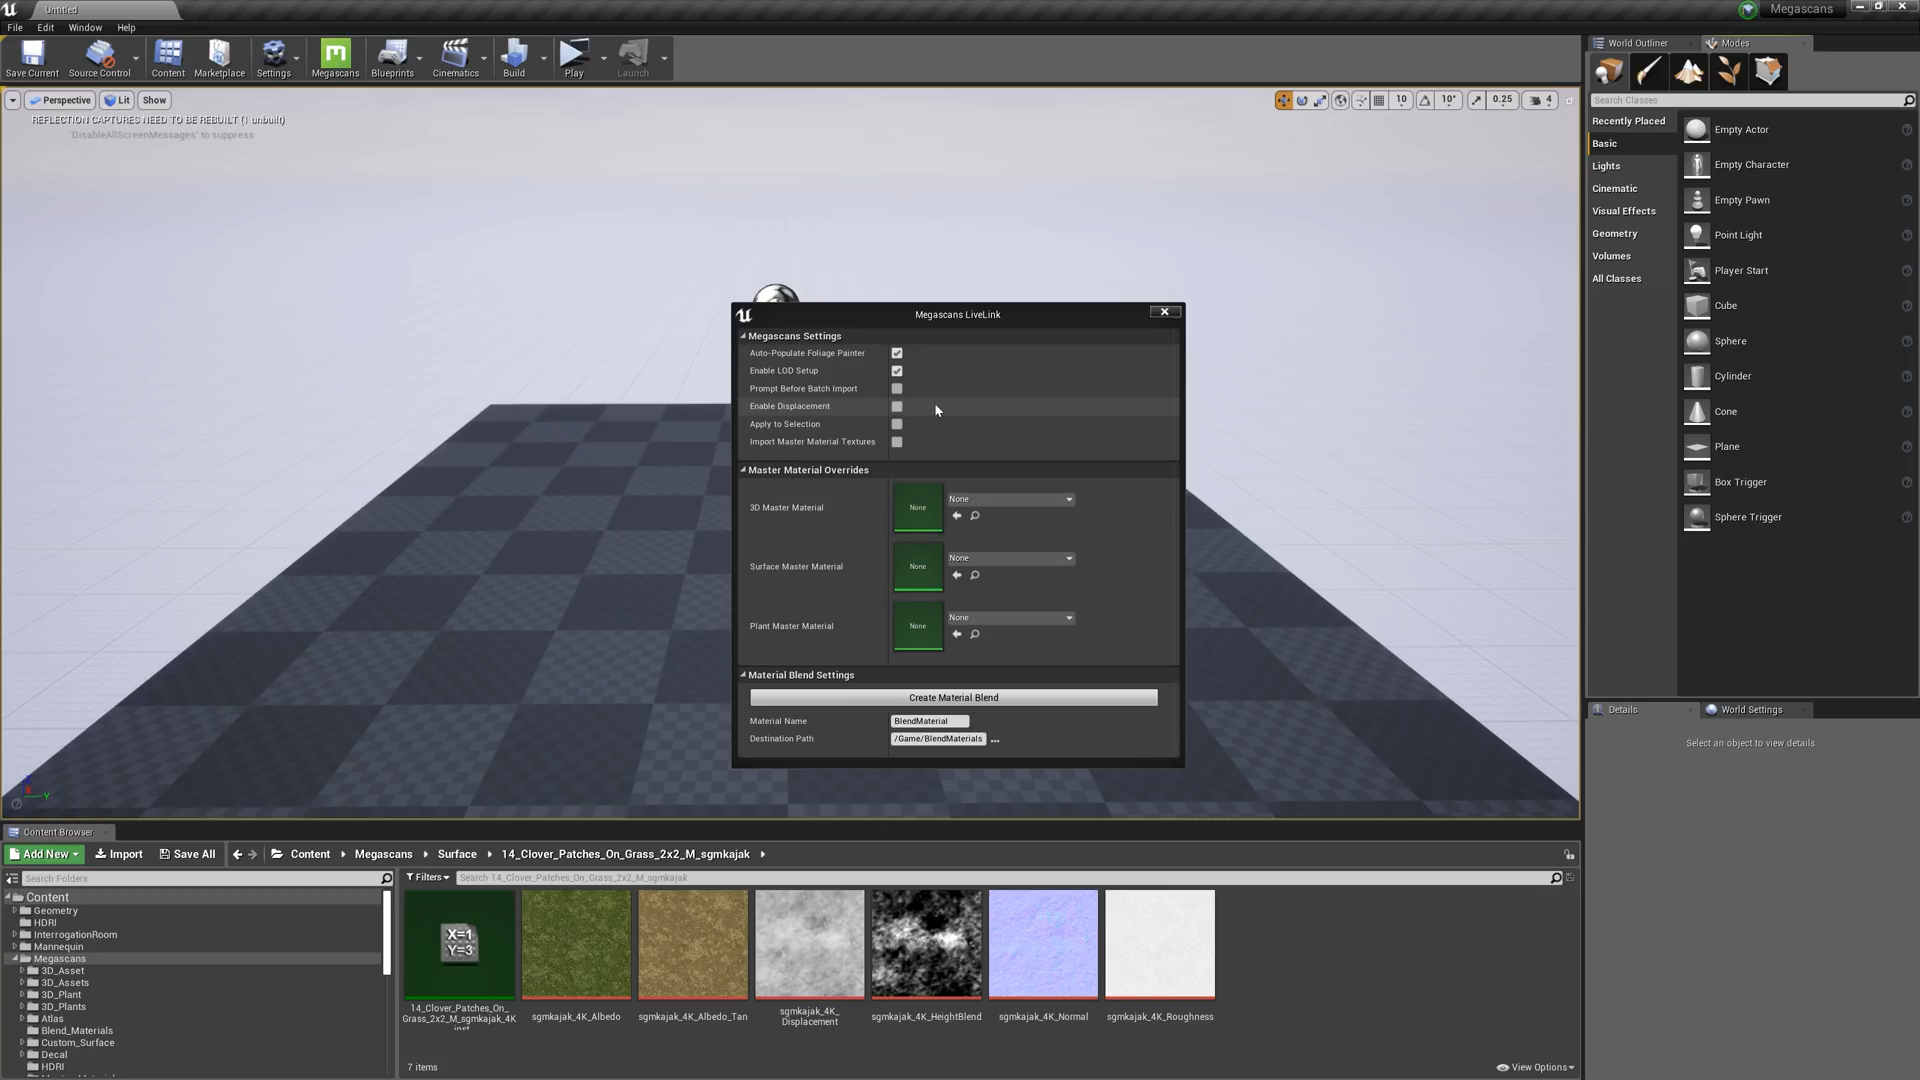 Untitled
Megascans
File Edit Window Help
Save Current Source Control Content Marketplace Settings Megascans Blueprints Cinematics Build Play Launch
Perspective Lit Show
10 10° 0.25 4
REFLECTION CAPTURES NEED TO BE REBUILT (1 unbuilt)
'DisableAllScreenMessages' to suppress
Megascans LiveLink
Megascans Settings
Auto-Populate Foliage Painter
Enable LOD Setup
Prompt Before Batch Import
Enable Displacement
Apply to Selection
Import Master Material Textures
Master Material Overrides
3D Master Material None None
Surface Master Material None None
Plant Master Material None None
Material Blend Settings
Create Material Blend
Material Name BlendMaterial
Destination Path /Game/BlendMaterials ...
Y
World Outliner Modes
Search Classes
Recently Placed
Basic
Lights
Cinematic
Visual Effects
Geometry
Volumes
All Classes
Empty Actor
Empty Character
Empty Pawn
Point Light
Player Start
Cube
Sphere
Cylinder
Cone
Plane
Box Trigger
Sphere Trigger
Details World Settings
Select an object to view details
Content Browser
Add New Import Save All Content Megascans Surface 14_Clover_Patches_On_Grass_2x2_M_sgmkajak
Search Folders
Filters Search 14_Clover_Patches_On_Grass_2x2_M_sgmkajak
Content
Geometry
HDRI
InterrogationRoom
Mannequin
Megascans
3D_Asset
3D_Assets
3D_Plant
3D_Plants
Atlas
Blend_Materials
Custom_Surface
Decal
HDRI
X=1
Y=3
14_Clover_Patches_On_
Grass_2x2_M_sgmkajak_4K
inst
sgmkajak_4K_Albedo
sgmkajak_4K_Albedo_Tan
sgmkajak_4K_
Displacement
sgmkajak_4K_HeightBlend
sgmkajak_4K_Normal
sgmkajak_4K_Roughness
7 items
View Options